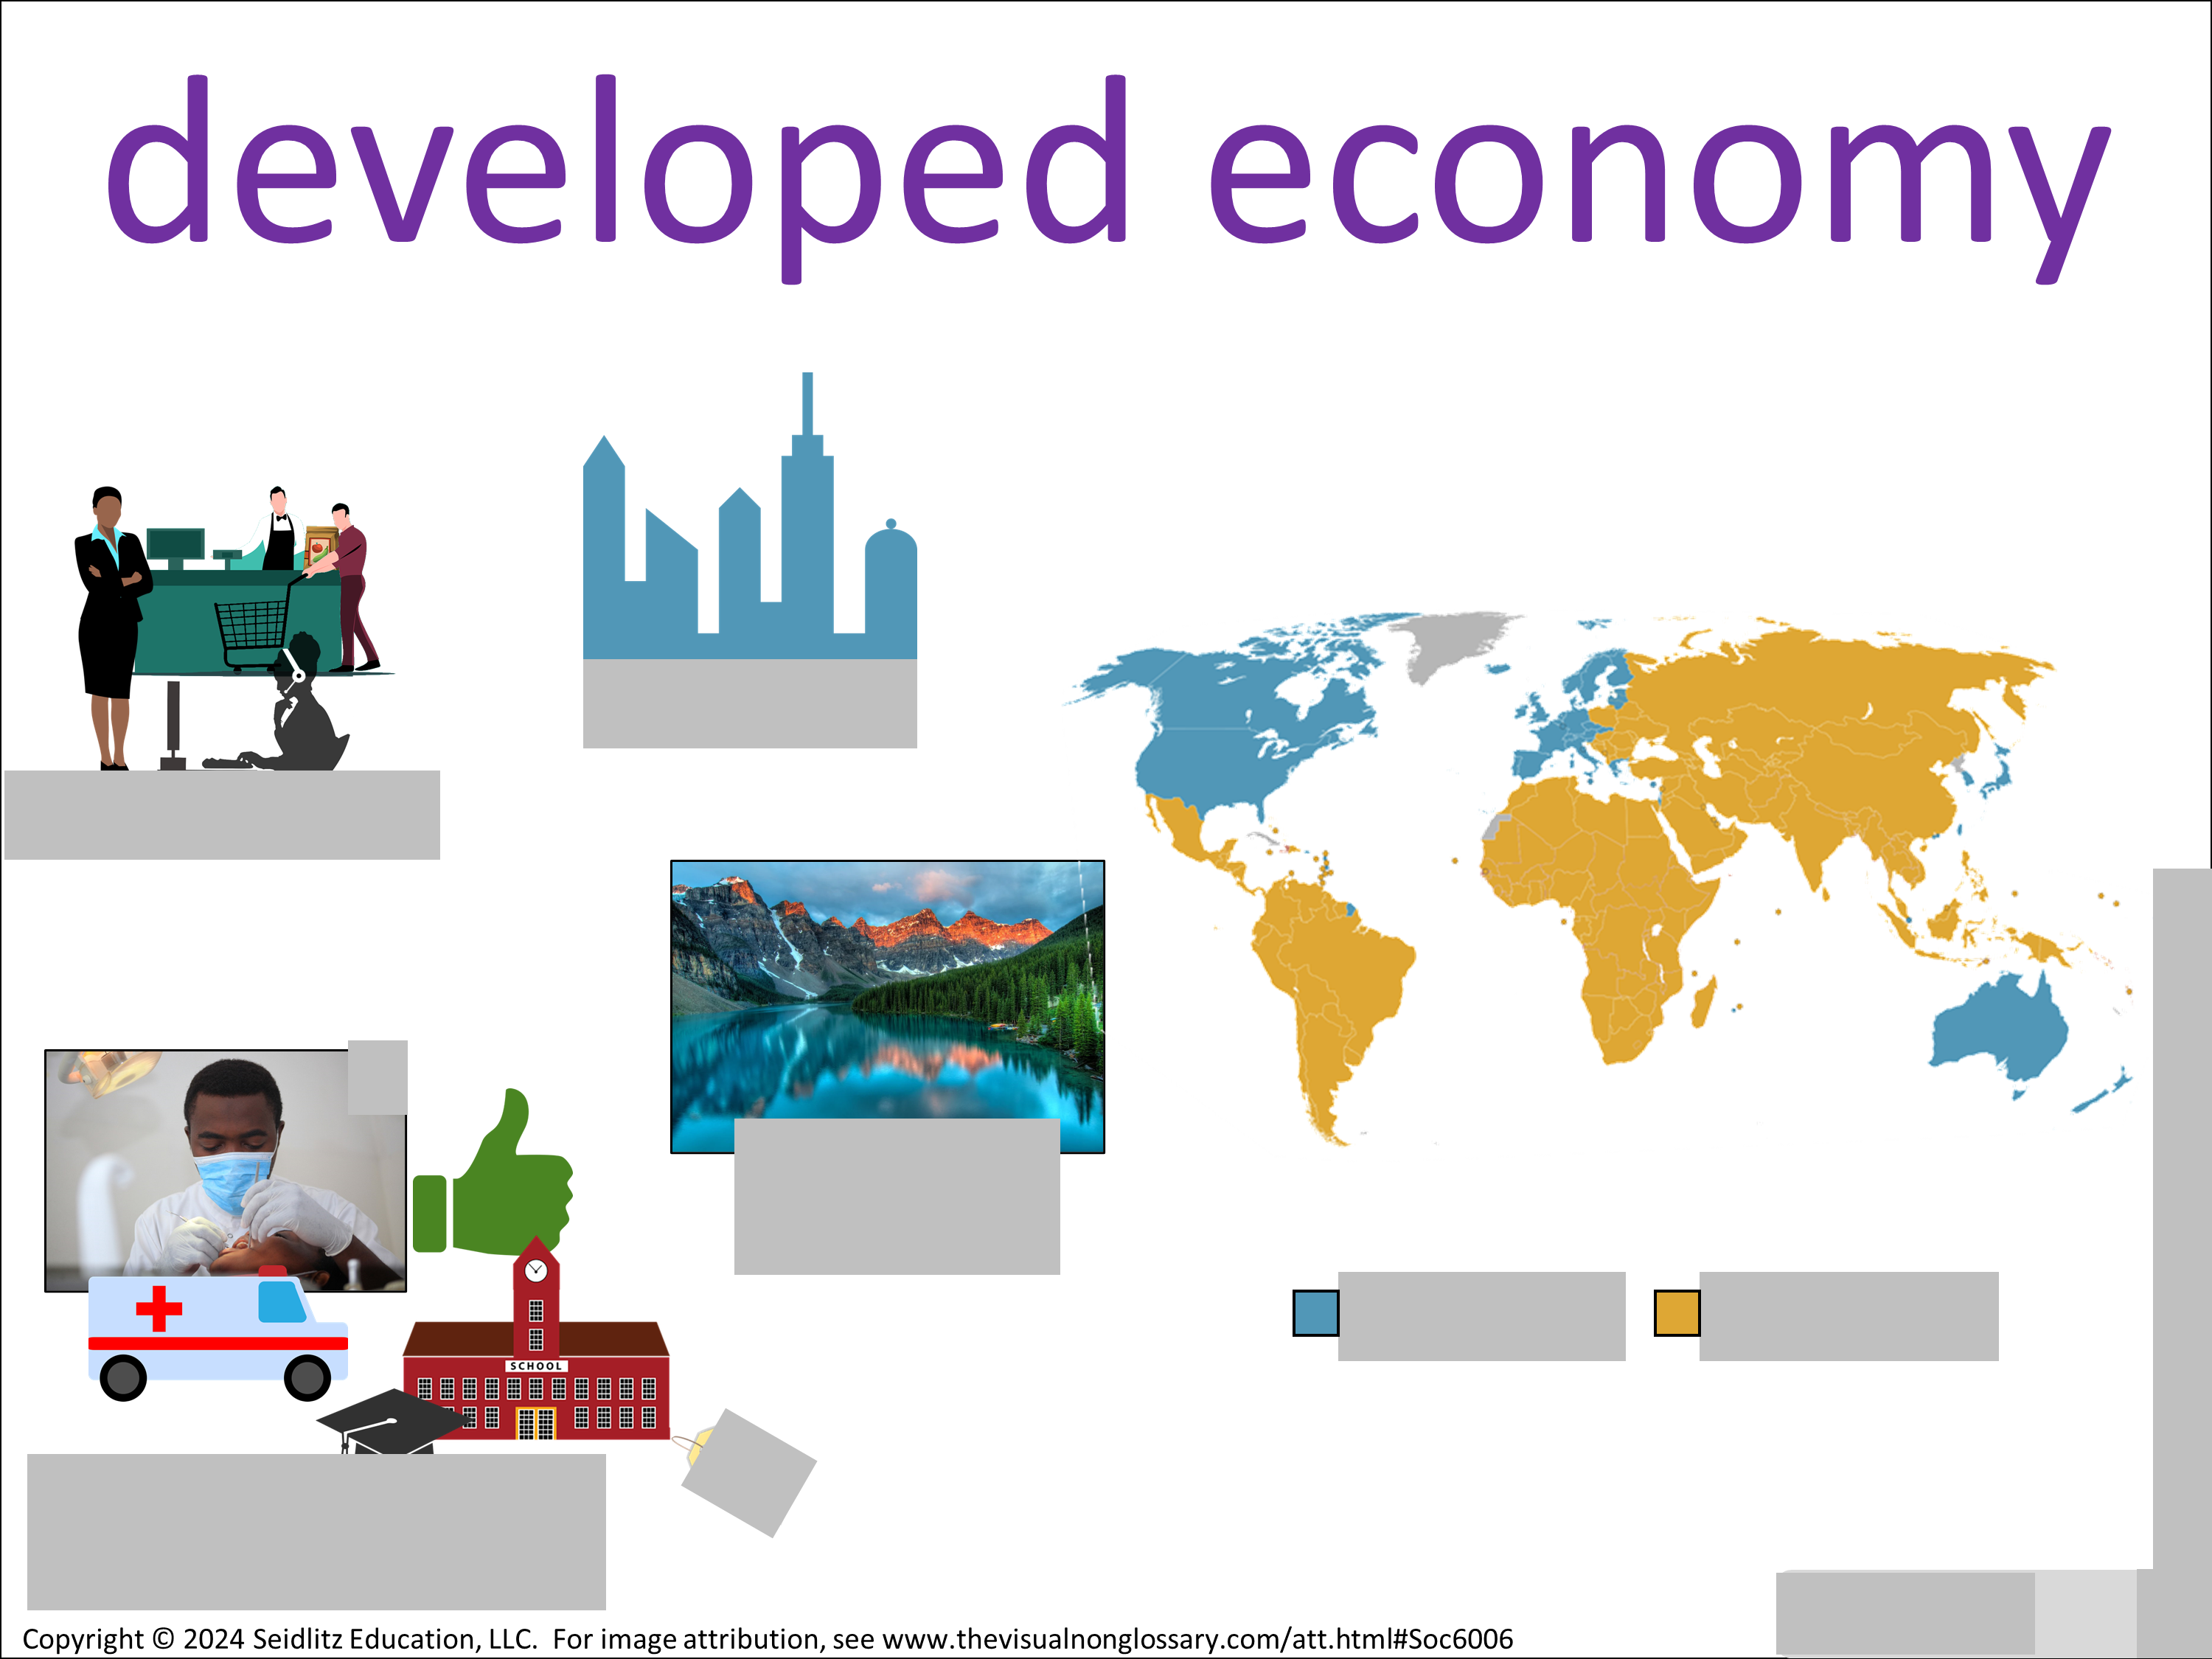 developed economy
SCHOOL
Copyright © 2024 Seidlitz Education, LLC.  For image attribution, see www.thevisualnonglossary.com/att.html#Soc6006